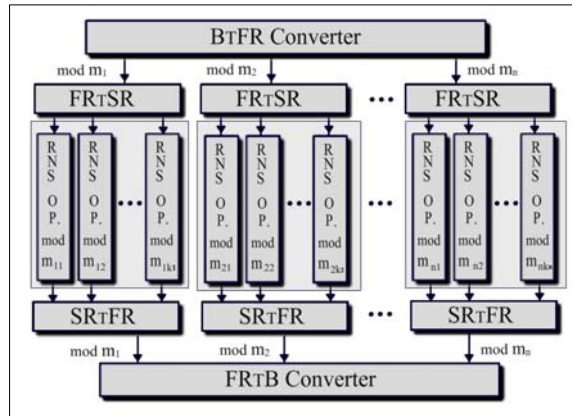 BTFR Converter
mod m1 mod m2 mod mn
FRTSR FRTSR ••• FRTSR
RNS OP. mod m11
RNS OP. mod m12
•••
RNS OP. mod m1k1
RNS OP. mod m21
RNS OP. mod m22
•••
RNS OP. mod m2k2
•••
RNS OP. mod mn1
RNS OP. mod mn2
•••
RNS OP. mod mnkn
SRTFR SRTFR ••• SRTFR
mod m1 mod m2 mod mn
FRTB Converter